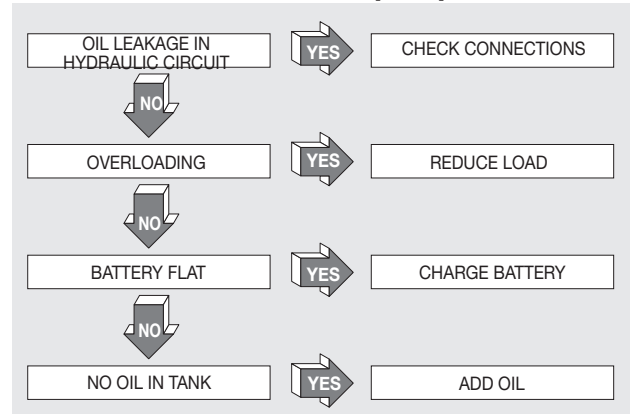 OIL LEAKAGE IN
HYDRAULIC CIRCUIT
YES
CHECK CONNECTIONS
NO
OVERLOADING
YES
REDUCE LOAD
NO
BATTERY FLAT
YES
CHARGE BATTERY
NO
NO OIL IN TANK
YES
ADD OIL